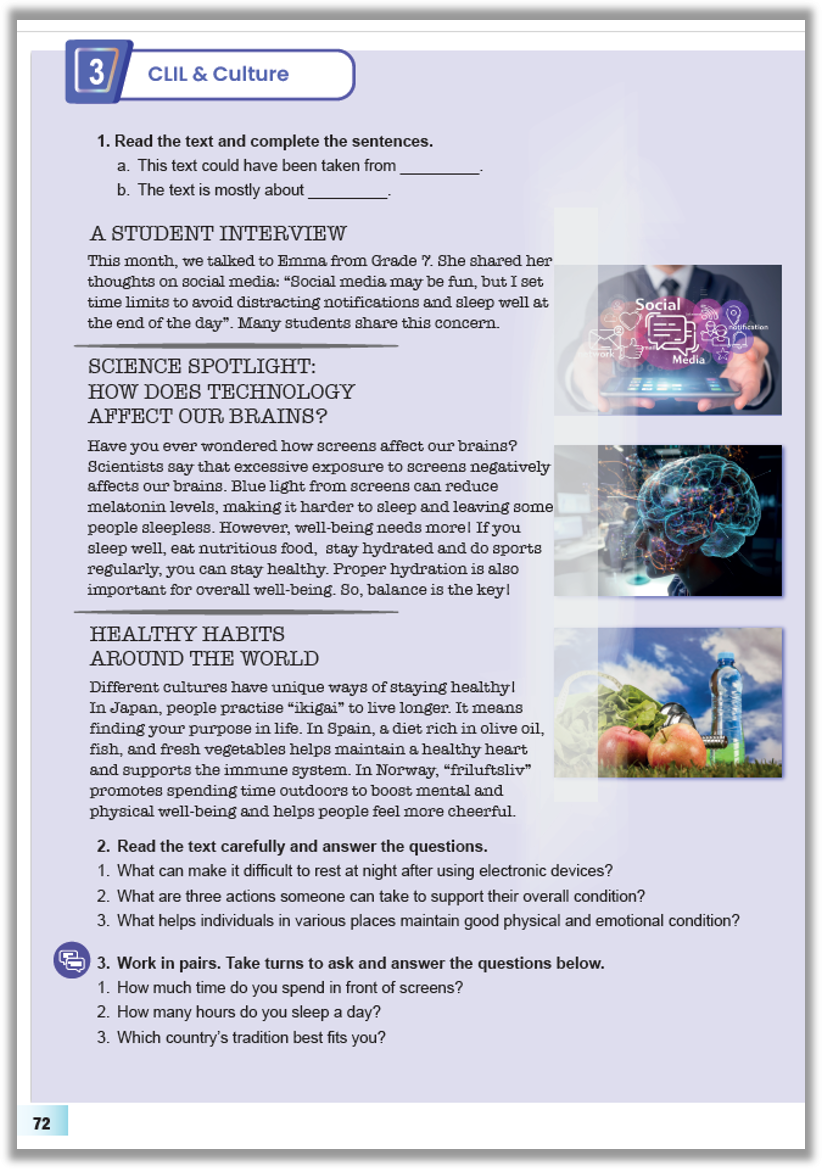 3 CLIL & Culture
1. Read the text and complete the sentences.
a. This text could have been taken from _________.
b. The text is mostly about _________.
A STUDENT INTERVIEW
This month, we talked to Emma from Grade 7. She shared her
thoughts on social media: “Social media may be fun, but I set
time limits to avoid distracting notifications and sleep well at
the end of the day”. Many students share this concern.
Social
notification
Media
SCIENCE SPOTLIGHT:
HOW DOES TECHNOLOGY
AFFECT OUR BRAINS?
Have you ever wondered how screens affect our brains?
Scientists say that excessive exposure to screens negatively
affects our brains. Blue light from screens can reduce
melatonin levels, making it harder to sleep and leaving some
people sleepless. However, well-being needs more! If you
sleep well, eat nutritious food, stay hydrated and do sports
regularly, you can stay healthy. Proper hydration is also
important for overall well-being. So, balance is the key!
HEALTHY HABITS
AROUND THE WORLD
Different cultures have unique ways of staying healthy!
In Japan, people practise “ikigai” to live longer. It means
finding your purpose in life. In Spain, a diet rich in olive oil,
fish, and fresh vegetables helps maintain a healthy heart
and supports the immune system. In Norway, “friluftsliv”
promotes spending time outdoors to boost mental and
physical well-being and helps people feel more cheerful.
2. Read the text carefully and answer the questions.
1. What can make it difficult to rest at night after using electronic devices?
2. What are three actions someone can take to support their overall condition?
3. What helps individuals in various places maintain good physical and emotional condition?
3. Work in pairs. Take turns to ask and answer the questions below.
1. How much time do you spend in front of screens?
2. How many hours do you sleep a day?
3. Which country’s tradition best fits you?
72